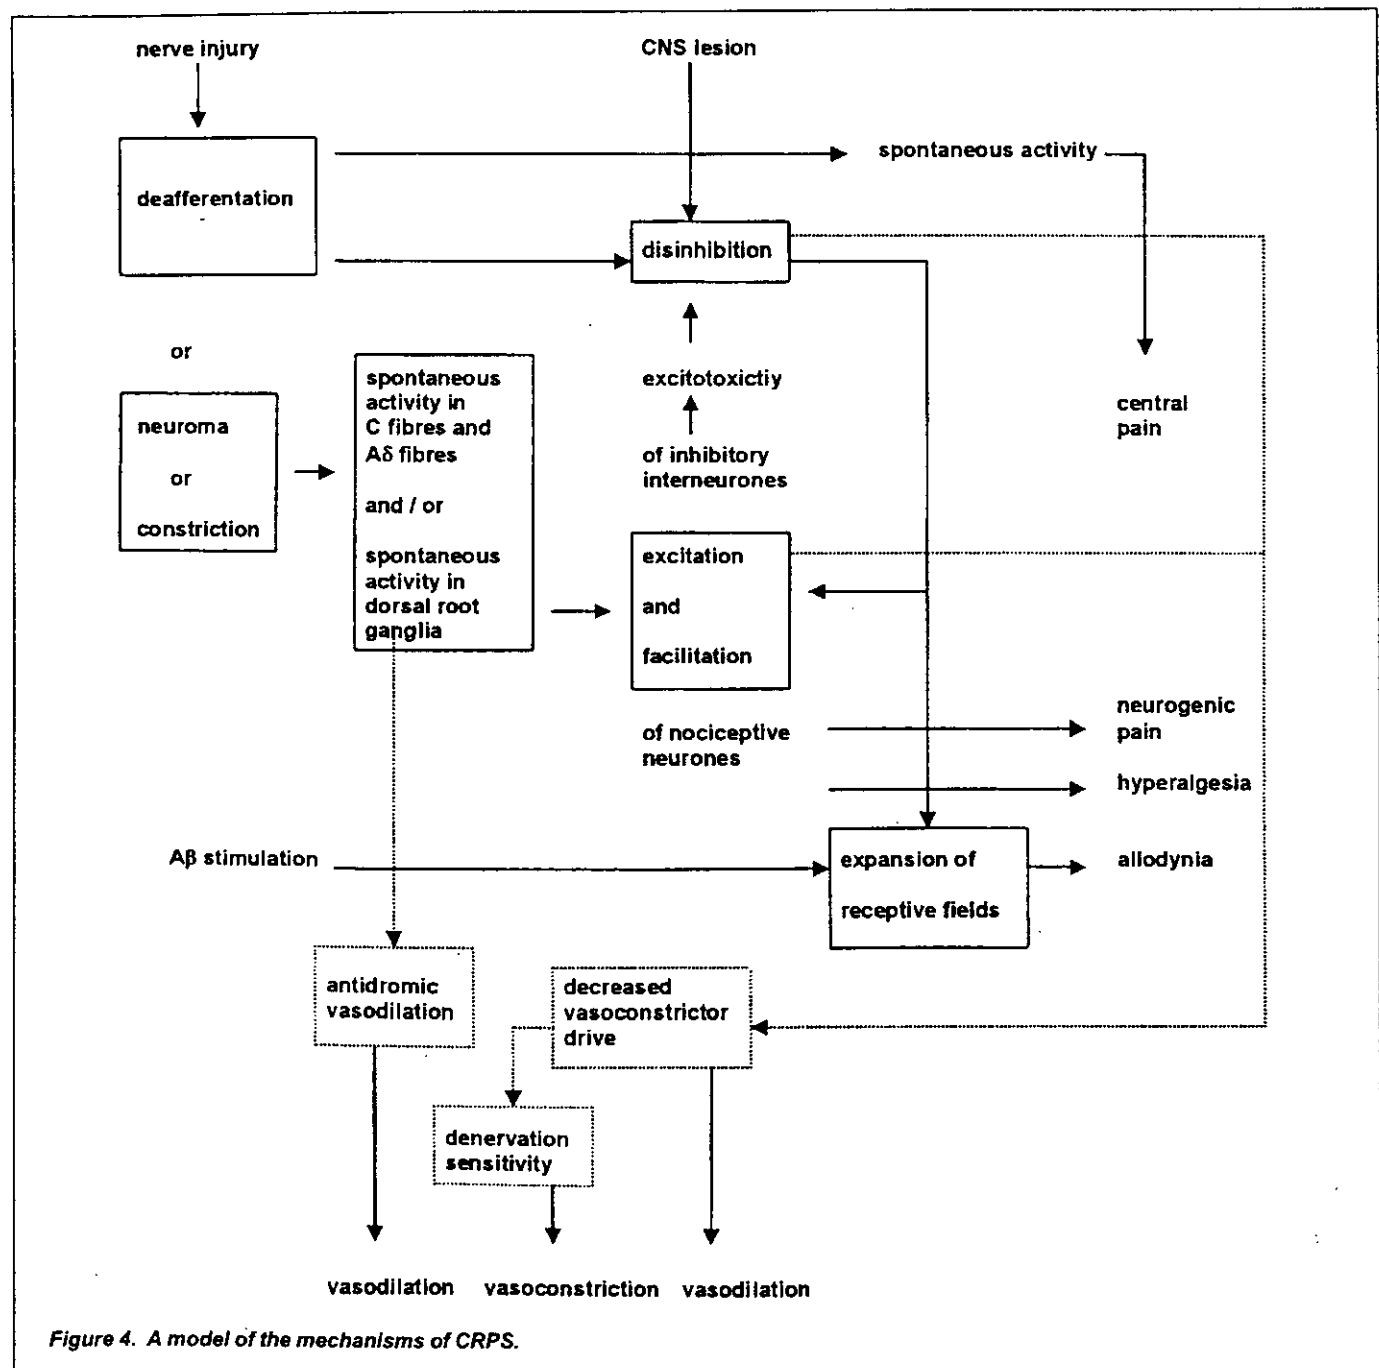 nerve injury
CNS lesion
spontaneous activity
deafferentation
disinhibition
or
spontaneous
activity in
C fibres and
Aδ fibres
and / or
spontaneous
activity in
dorsal root
ganglia
excitotoxictiy
central
pain
neuroma
or
constriction
of inhibitory
interneurones
excitation
and
facilitation
of nociceptive
neurones
neurogenic
pain
hyperalgesia
Aβ stimulation
expansion of
receptive fields
allodynia
antidromic
vasodilation
decreased
vasoconstrictor
drive
denervation
sensitivity
vasodilation
vasoconstriction
vasodilation
Figure 4. A model of the mechanisms of CRPS.